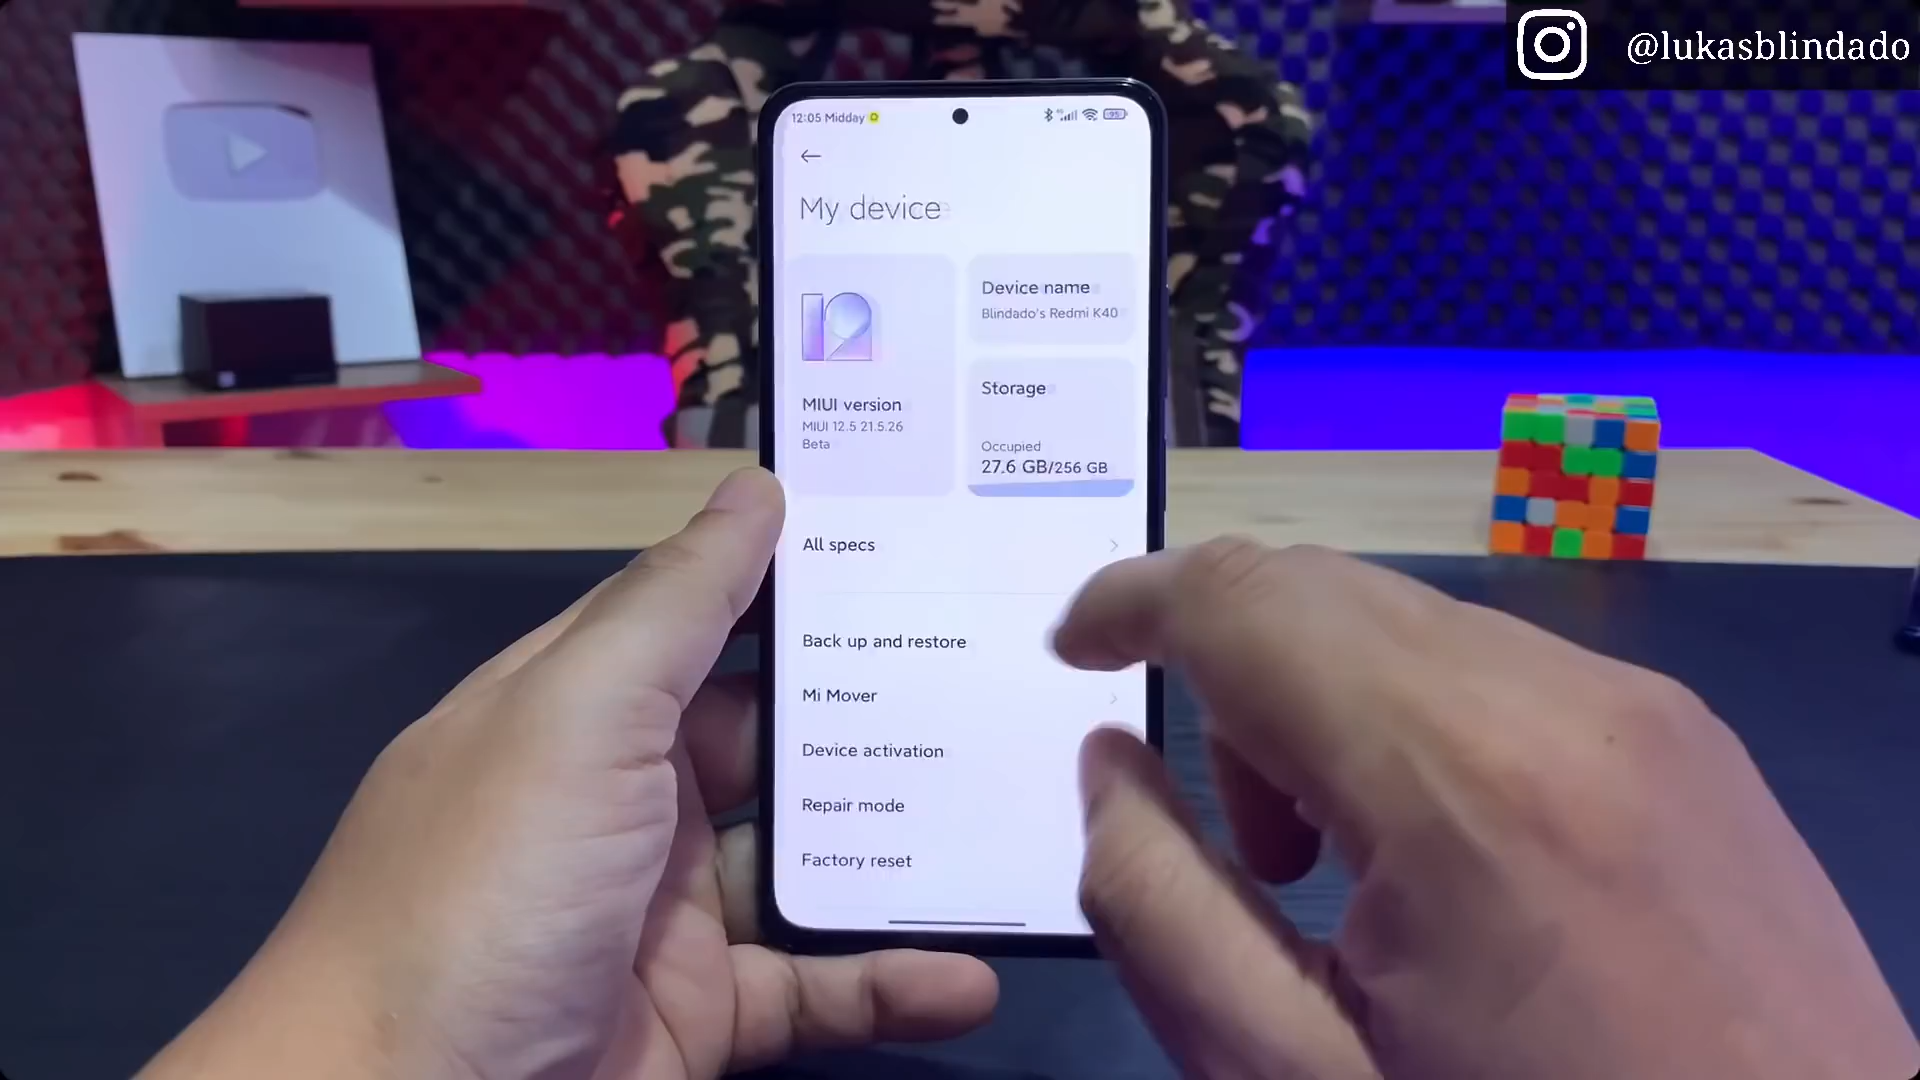 @lukasblindado
12:05 Midday
95
My device
MIUI version
MIUI 12.5 21.5.26
Beta
Device name
Blindado's Redmi K40
Storage
Occupied
27.6 GB/256 GB
All specs
Back up and restore
Mi Mover
Device activation
Repair mode
Factory reset